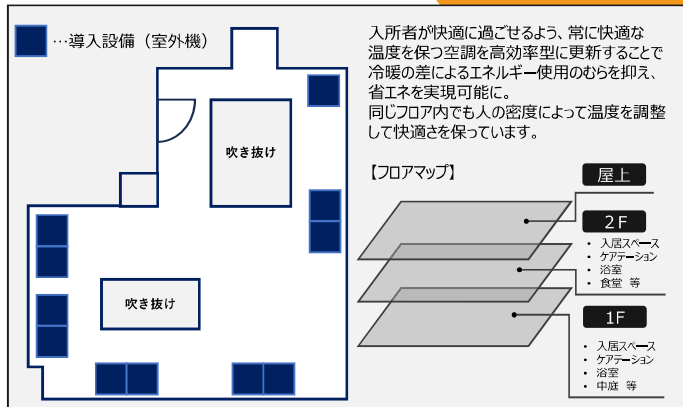 …導入設備（室外機）
吹き抜け
吹き抜け
入所者が快適に過ごせるよう、常に快適な
温度を保つ空調を高効率型に更新することで
冷暖の差によるエネルギー使用のむらを抑え、
省エネを実現可能に。
同じフロア内でも人の密度によって温度を調整
して快適さを保っています。
【フロアマップ】
屋上
2F
・ 入居スペース
・ ケアテーション
・ 浴室
・ 食堂 等
1F
・ 入居スペース
・ ケアテーション
・ 浴室
・ 中庭 等